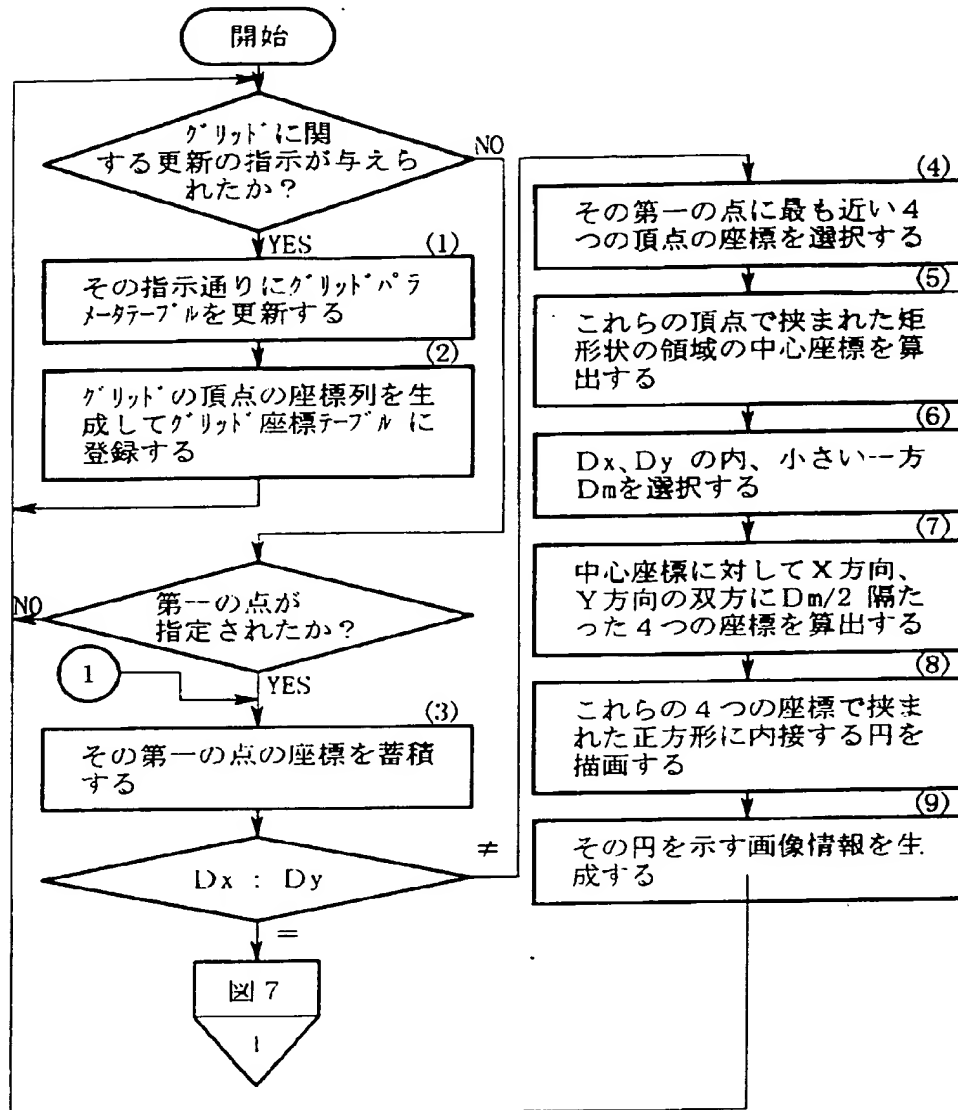 開始
グリッドに関
する更新の指示が与えら
れたか?
NO
YES
(1)
その指示通りにグリッドパラ
メータテーブルを更新する
(2)
グリッドの頂点の座標列を生
成してグリッド座標テーブルに
登録する
第一の点が
指定されたか?
NO
YES
1
(3)
その第一の点の座標を蓄積
する
Dx : Dy
≠
=
図7
1
(4)
その第一の点に最も近い4
つの頂点の座標を選択する
(5)
これらの頂点で挟まれた矩
形状の領域の中心座標を算
出する
(6)
Dx、Dy の内、小さい一方
Dmを選択する
(7)
中心座標に対してX方向、
Y方向の双方にDm/2 隔た
った4つの座標を算出する
(8)
これらの4つの座標で挟ま
れた正方形に内接する円を
描画する
(9)
その円を示す画像情報を生
成する